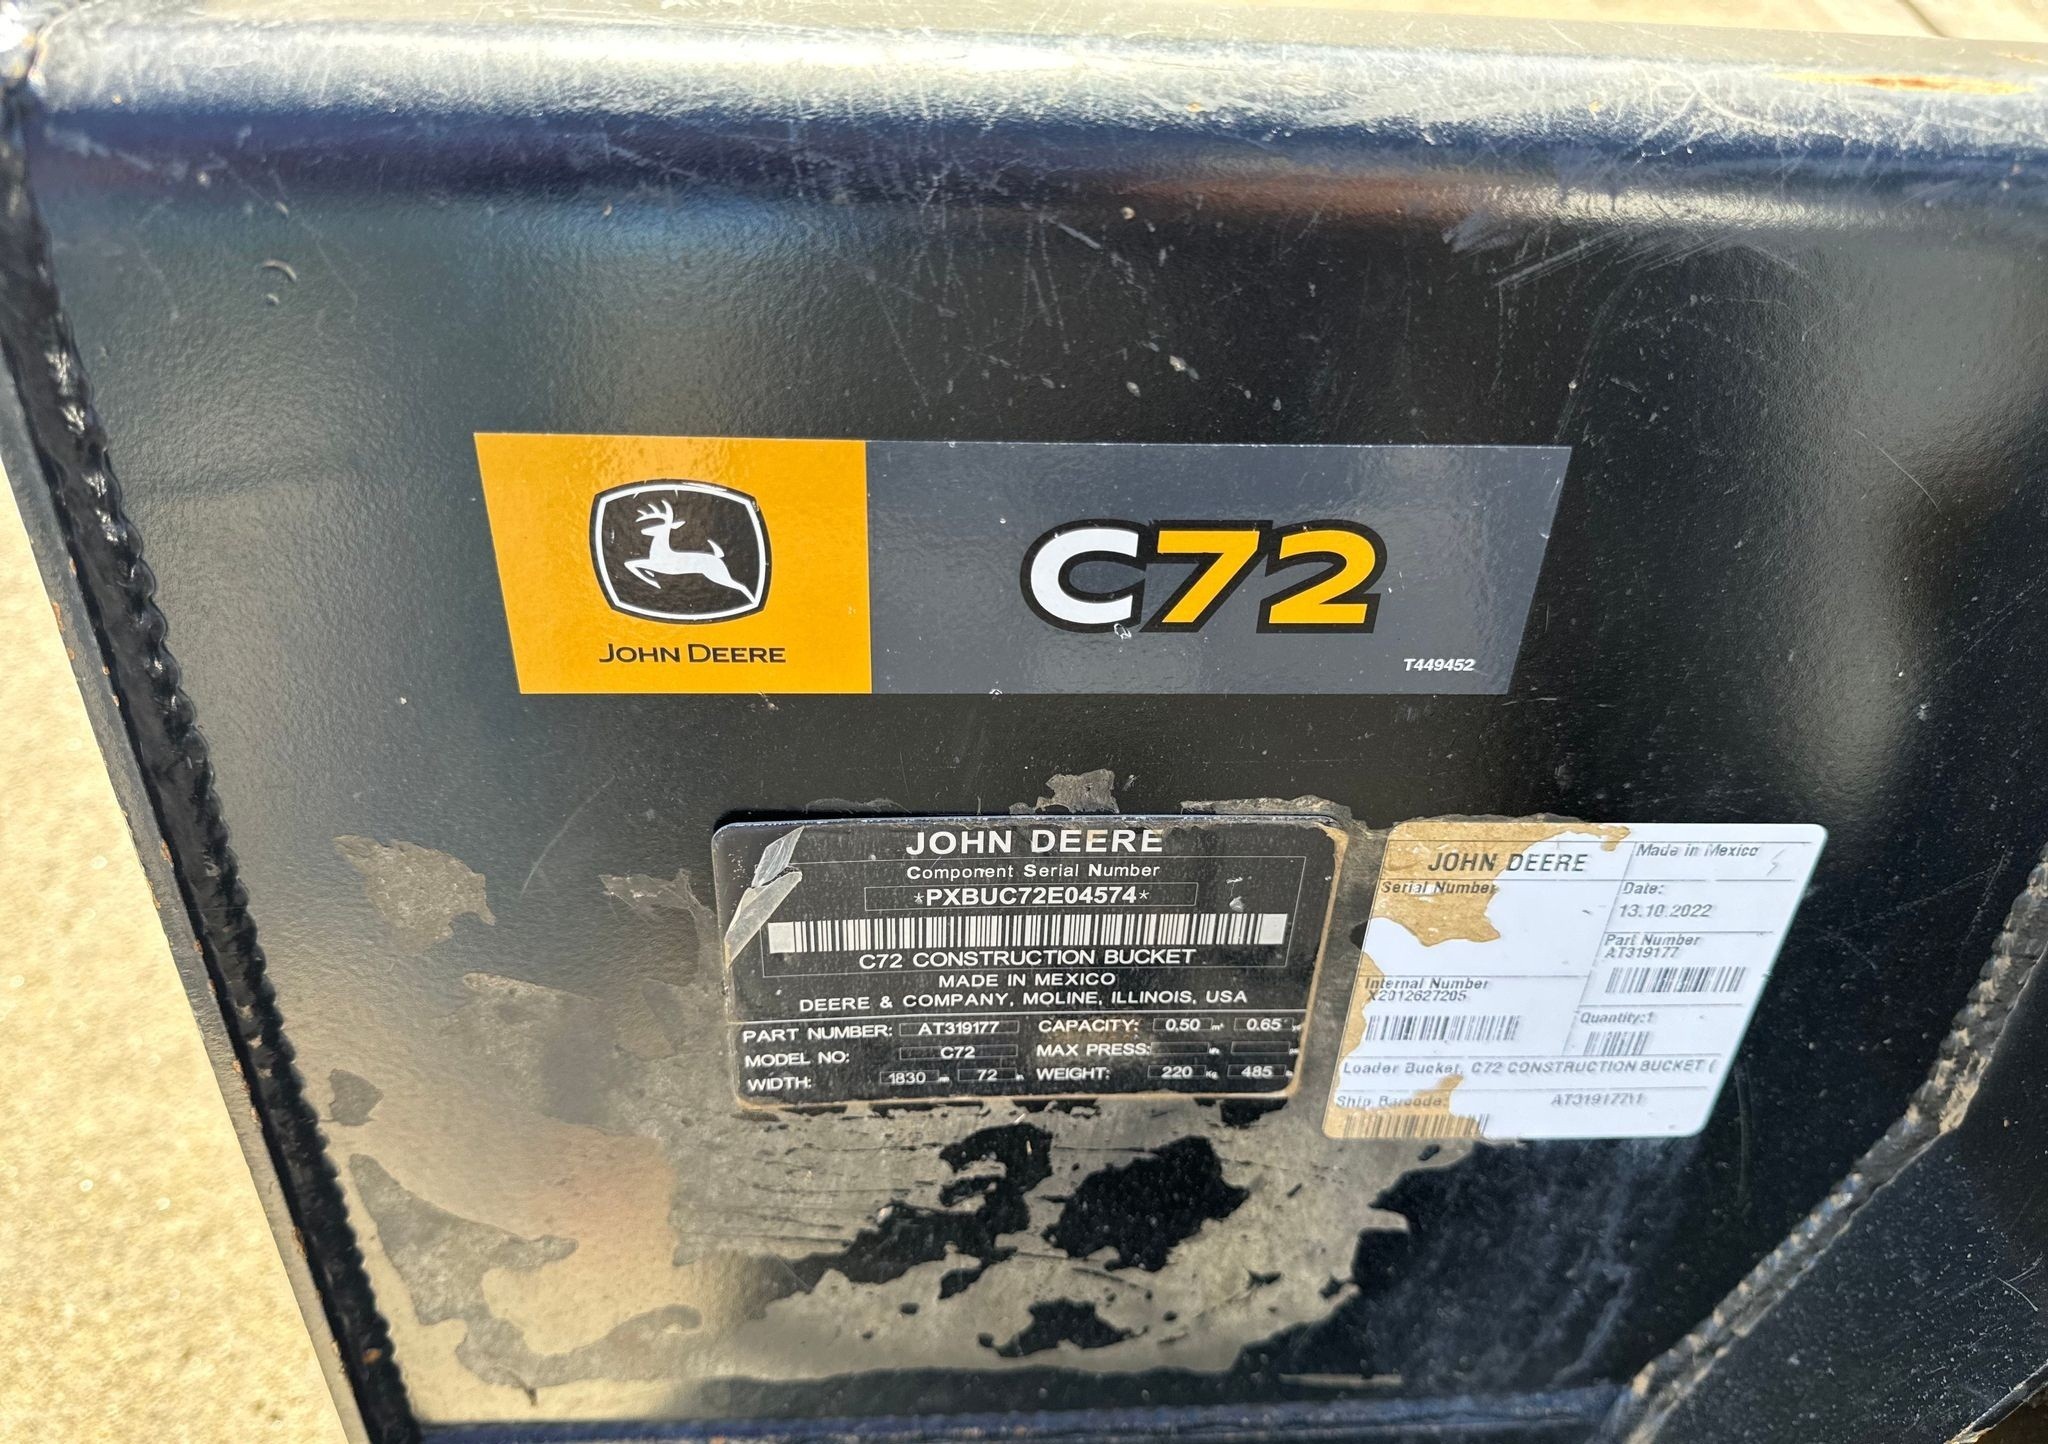 JOHN DEERE
C72
T449452
JOHN DEERE
Component Serial Number
*PXBUC72E04574*
C72 CONSTRUCTION BUCKET
MADE IN MEXICO
DEERE & COMPANY, MOLINE, ILLINOIS, USA
PART NUMBER: AT319177 CAPACITY: 0.50 m³ 0.65
MODEL NO: C72 MAX PRESS:
WIDTH: 1830 72 WEIGHT: 220 Kg 485
JOHN DEERE
Made in Mexico
Serial Number
Date:
13.10.2022
Part Number
AT319177
Internal Number
X2012627205
Quantity:1
Loader Bucket, C72 CONSTRUCTION BUCKET (
Ship Barcode: AT319177\1